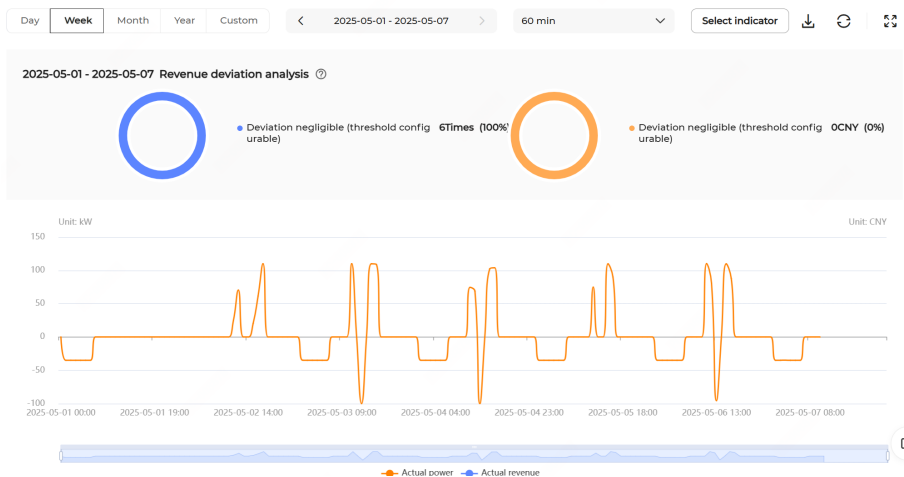 Day Week Month Year Custom 2025-05-01 - 2025-05-07 60 min Select indicator
2025-05-01 - 2025-05-07 Revenue deviation analysis ?
Deviation negligible (threshold config 6Times (100%)
urable)
Deviation negligible (threshold config 0CNY (0%)
urable)
Unit: kW
Unit: CNY
150
100
50
0
-50
-100
2025-05-01 00:00 2025-05-01 19:00 2025-05-02 14:00 2025-05-03 09:00 2025-05-04 04:00 2025-05-04 23:00 2025-05-05 18:00 2025-05-06 13:00 2025-05-07 08:00
Actual power Actual revenue